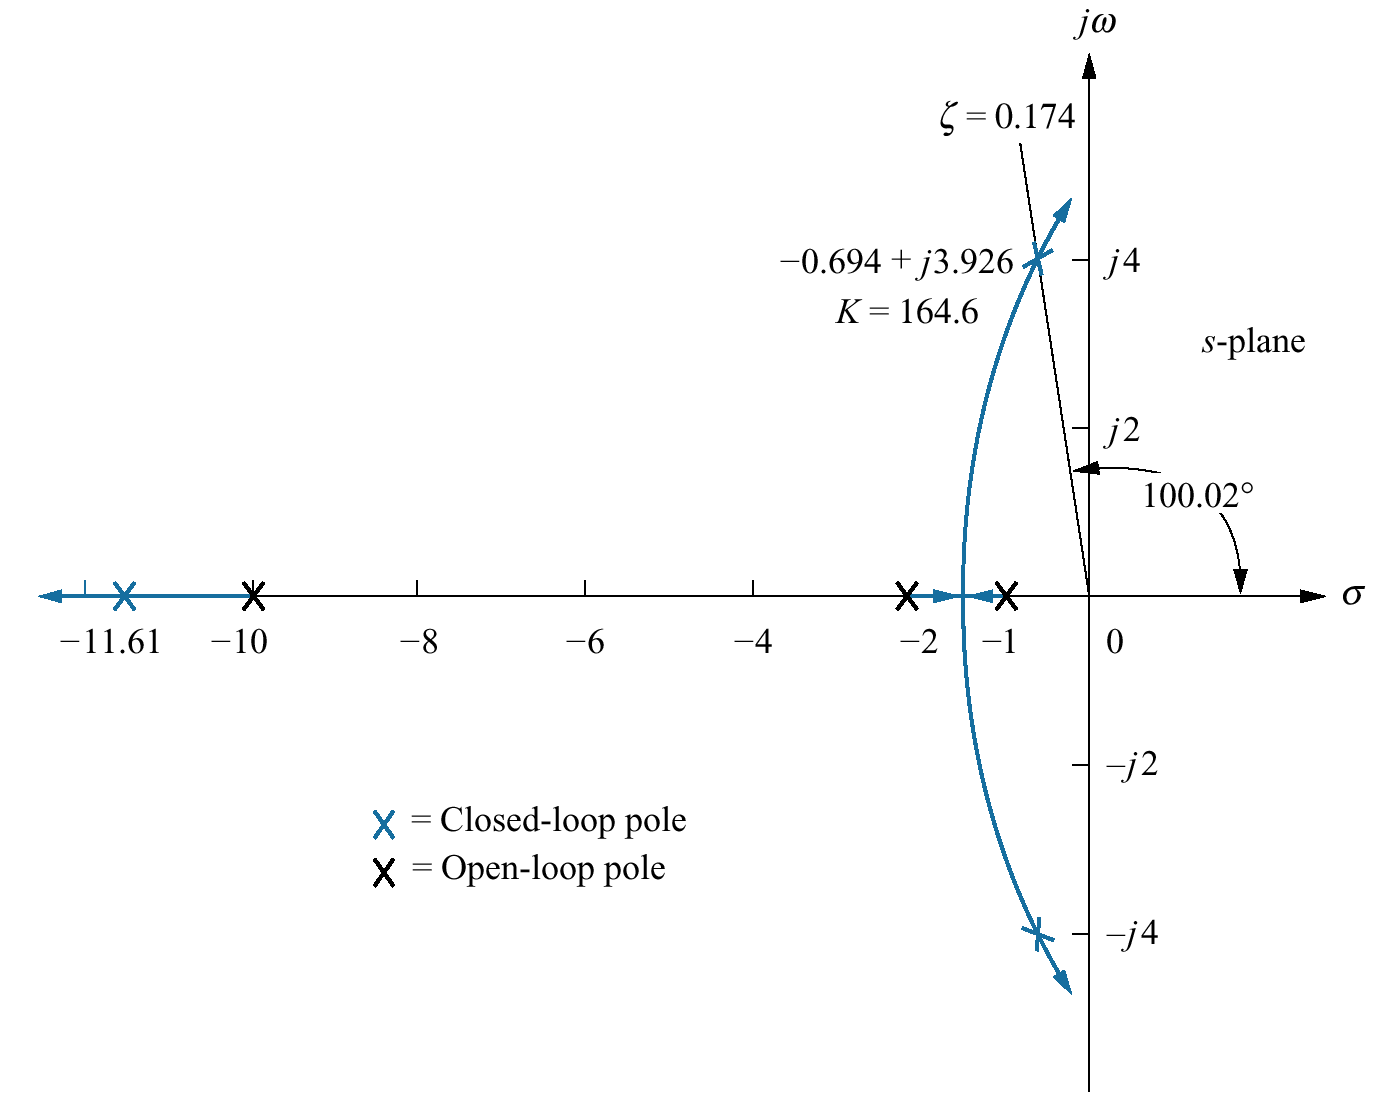 jω
ζ = 0.174
−0.694 + j3.926
j4
K = 164.6
s-plane
j2
100.02°
σ
−11.61
−10
−8
−6
−4
−2
−1
0
−j2
= Closed-loop pole
= Open-loop pole
−j4